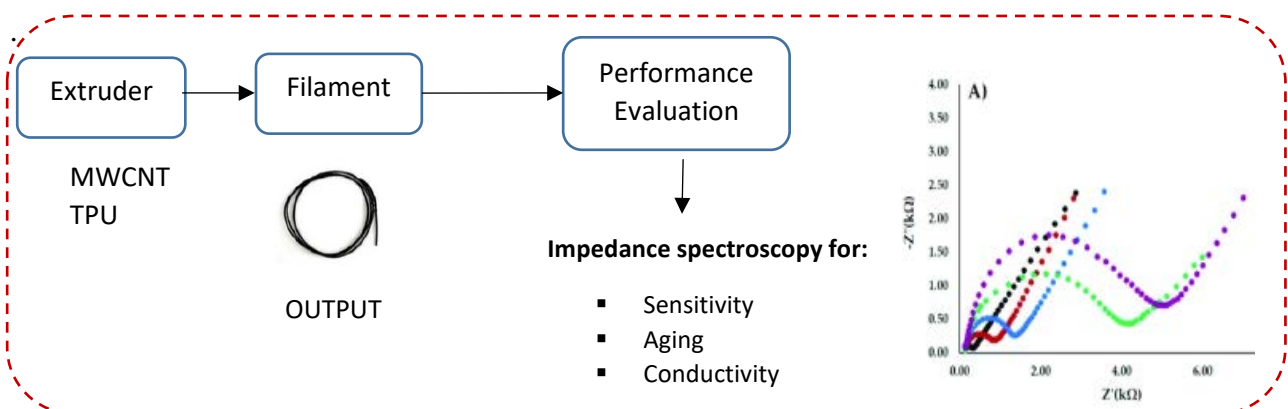 Extruder
Filament
Performance
Evaluation
MWCNT
TPU
OUTPUT
Impedance spectroscopy for:
▪ Sensitivity
▪ Aging
▪ Conductivity
A)
4.00
3.50
3.00
2.50
2.00
1.50
1.00
0.50
0.00
-Z''(kΩ)
0.00 2.00 4.00 6.00
Z'(kΩ)